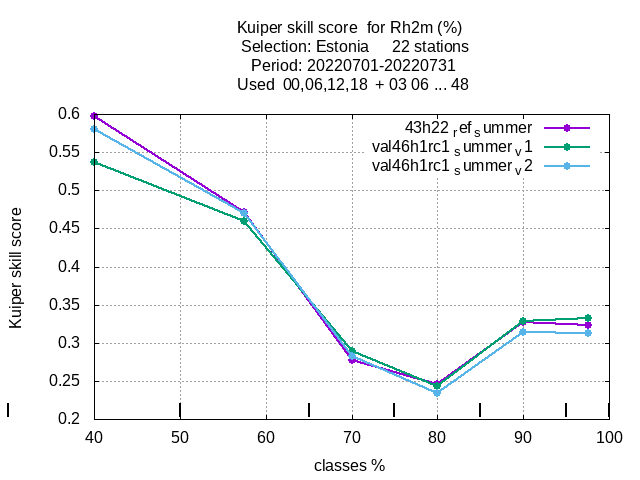 Kuiper skill score  for Rh2m (%)
Selection: Estonia     22 stations
Period: 20220701-20220731
Used  00,06,12,18  + 03 06 ... 48
43h22 ref summer
val46h1rc1 summer v1
val46h1rc1 summer v2
Kuiper skill score
0.6
0.55
0.5
0.45
0.4
0.35
0.3
0.25
0.2
40 50 60 70 80 90 100
classes %